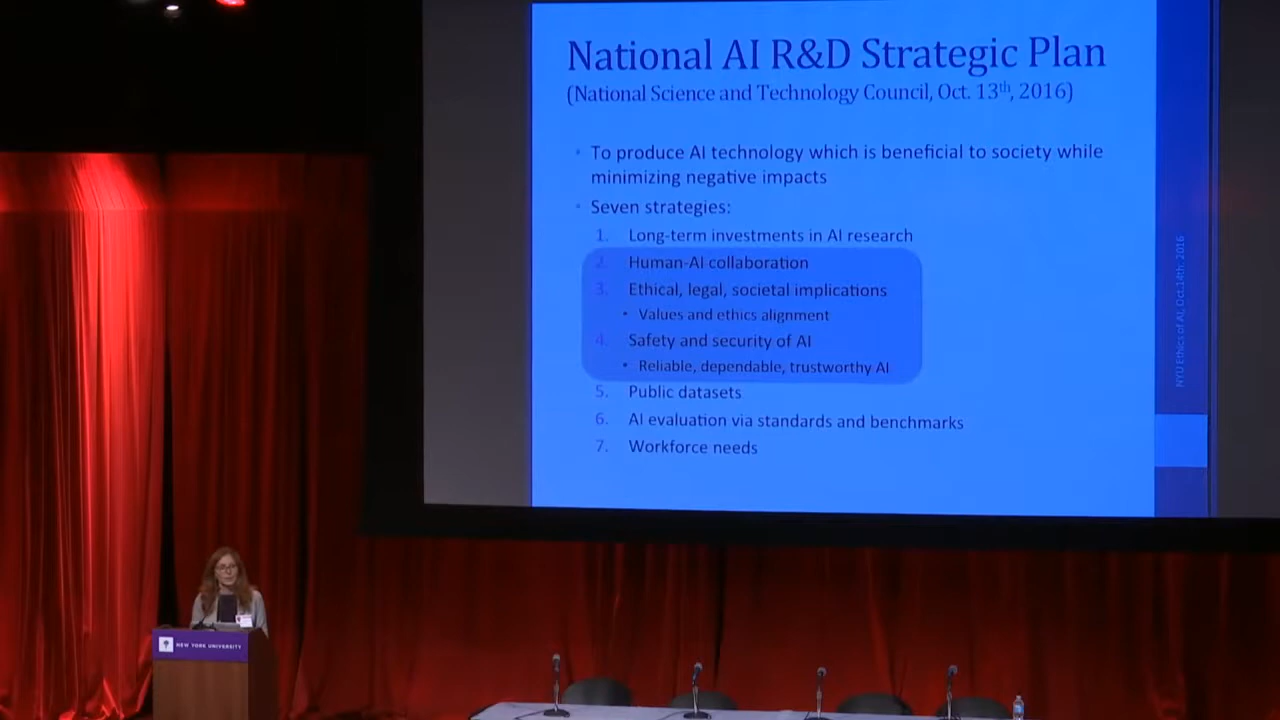 National AI R&D Strategic Plan
(National Science and Technology Council, Oct. 13th, 2016)
• To produce AI technology which is beneficial to society while
minimizing negative impacts
• Seven strategies:
1. Long-term investments in AI research
2. Human-AI collaboration
3. Ethical, legal, societal implications
• Values and ethics alignment
4. Safety and security of AI
• Reliable, dependable, trustworthy AI
5. Public datasets
6. AI evaluation via standards and benchmarks
7. Workforce needs
NYU Ethics of AI, Oct.14th, 2016
NEW YORK UNIVERSITY